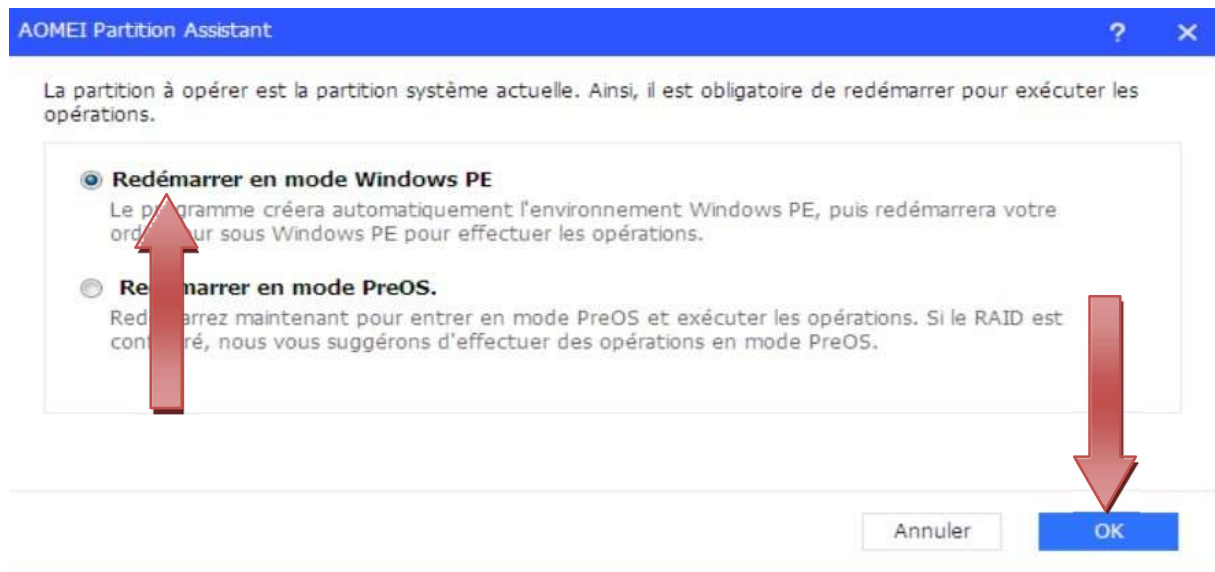 AOMEI Partition Assistant
La partition à opérer est la partition système actuelle. Ainsi, il est obligatoire de redémarrer pour exécuter les
opérations.
Redémarrer en mode Windows PE
Le programme créera automatiquement l'environnement Windows PE, puis redémarrera votre
sous Windows PE pour effectuer les opérations.
Redémarrer en mode PreOS.
Redémarrez maintenant pour entrer en mode PreOS et exécuter les opérations. Si le RAID est
nous vous suggérons d'effectuer des opérations en mode PreOS.
Annuler
OK